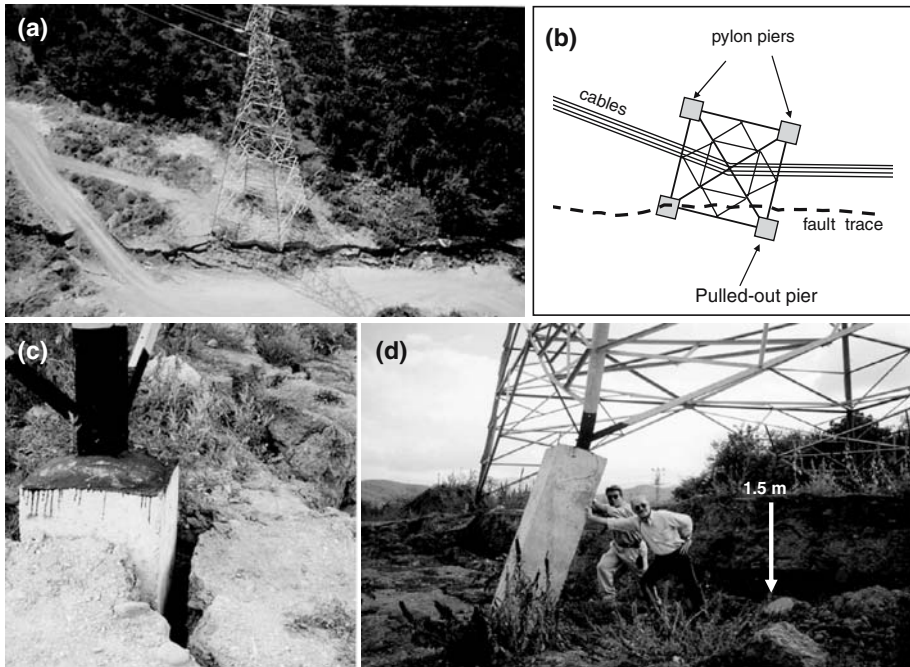 (a)
(b)
pylon piers
cables
fault trace
Pulled-out pier
(c)
(d)
1.5 m